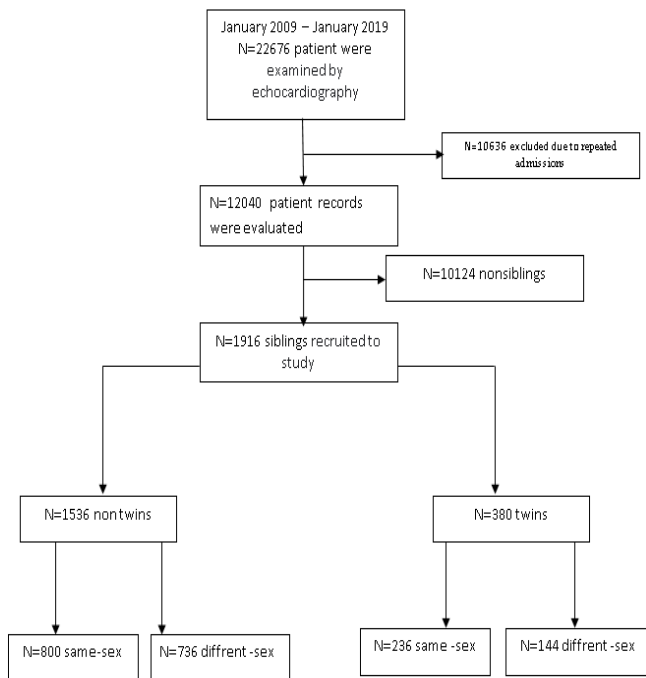 January 2009 – January 2019
N=22676 patient were
examined by
echocardiography
N=10636 excluded due to repeated
admissions
N=12040 patient records
were evaluated
N=10124 nonsiblings
N=1916 siblings recruited to
study
N=1536 non twins
N=380 twins
N=800 same-sex
N=736 diffrent -sex
N=236 same -sex
N=144 diffrent -sex